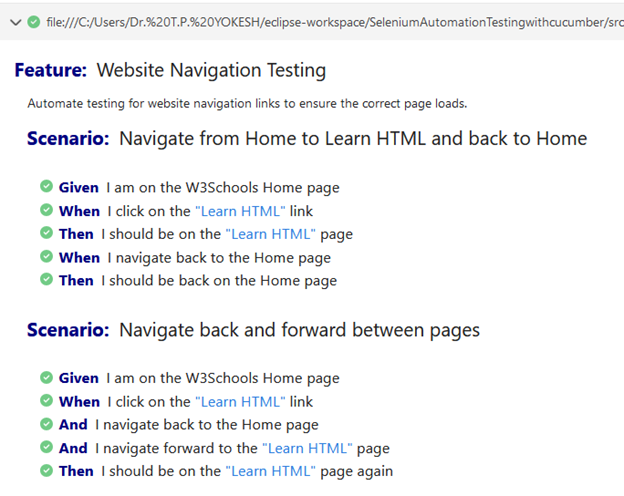 file:///C:/Users/Dr.%20T.P.%20YOKESH/eclipse-workspace/SeleniumAutomationTestingwithcucumber/src
Feature: Website Navigation Testing
Automate testing for website navigation links to ensure the correct page loads.
Scenario: Navigate from Home to Learn HTML and back to Home
Given I am on the W3Schools Home page
When I click on the "Learn HTML" link
Then I should be on the "Learn HTML" page
When I navigate back to the Home page
Then I should be back on the Home page
Scenario: Navigate back and forward between pages
Given I am on the W3Schools Home page
When I click on the "Learn HTML" link
And I navigate back to the Home page
And I navigate forward to the "Learn HTML" page
Then I should be on the "Learn HTML" page again